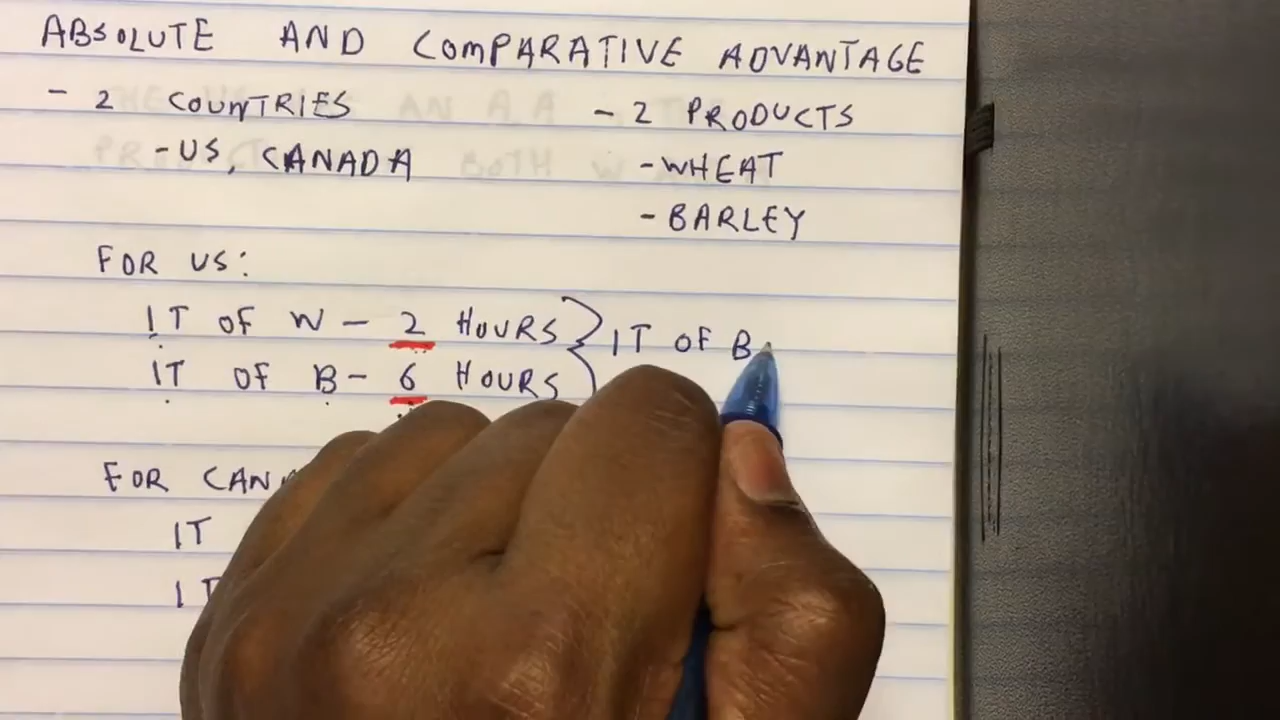 ABSOLUTE AND COMPARATIVE ADVANTAGE
- 2 COUNTRIES
- US, CANADA
- 2 PRODUCTS
- WHEAT
- BARLEY
FOR US:
1T OF W - 2 HOURS
1T OF B - 6 HOURS
1T OF B
FOR CAN
1T
1T